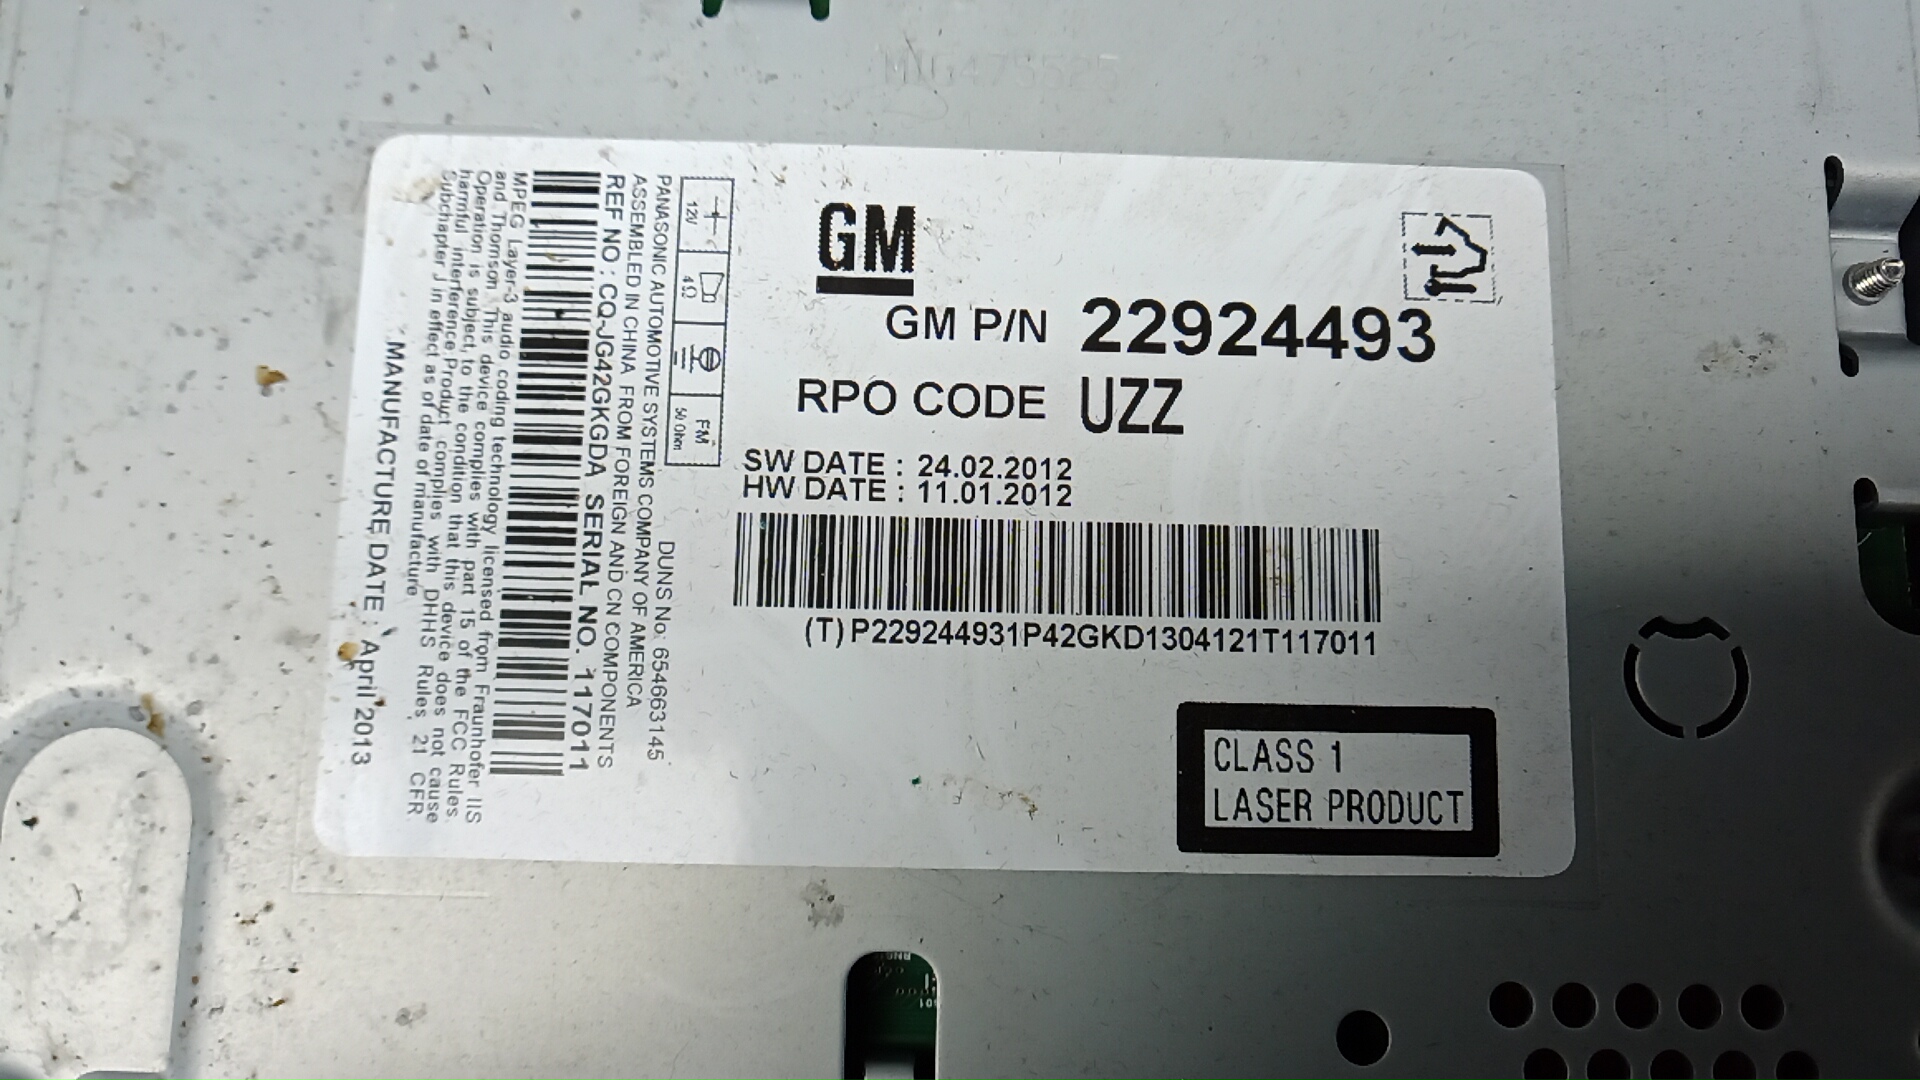 GM
GM P/N 22924493
RPO CODE UZZ
SW DATE : 24.02.2012
HW DATE : 11.01.2012
(T) P229244931P42GKD1304121T117011
CLASS 1
LASER PRODUCT
12V
4Ω
FM
50 Ohm
DUNS No: 654663145
PANASONIC AUTOMOTIVE SYSTEMS COMPANY OF AMERICA
ASSEMBLED IN CHINA FROM FOREIGN AND CN COMPONENTS
REF NO : CQ-JG42GKGDA SERIAL NO. 117011
MPEG Layer-3 audio coding technology licensed from Fraunhofer IIS
and Thomson. This device complies with part 15 of the FCC Rules.
Operation is subject to the condition that this device does not cause
harmful interference Product complies with DHHS Rules 21 CFR
Subchapter J in effect as of date of manufacture
MANUFACTURE DATE : April 2013